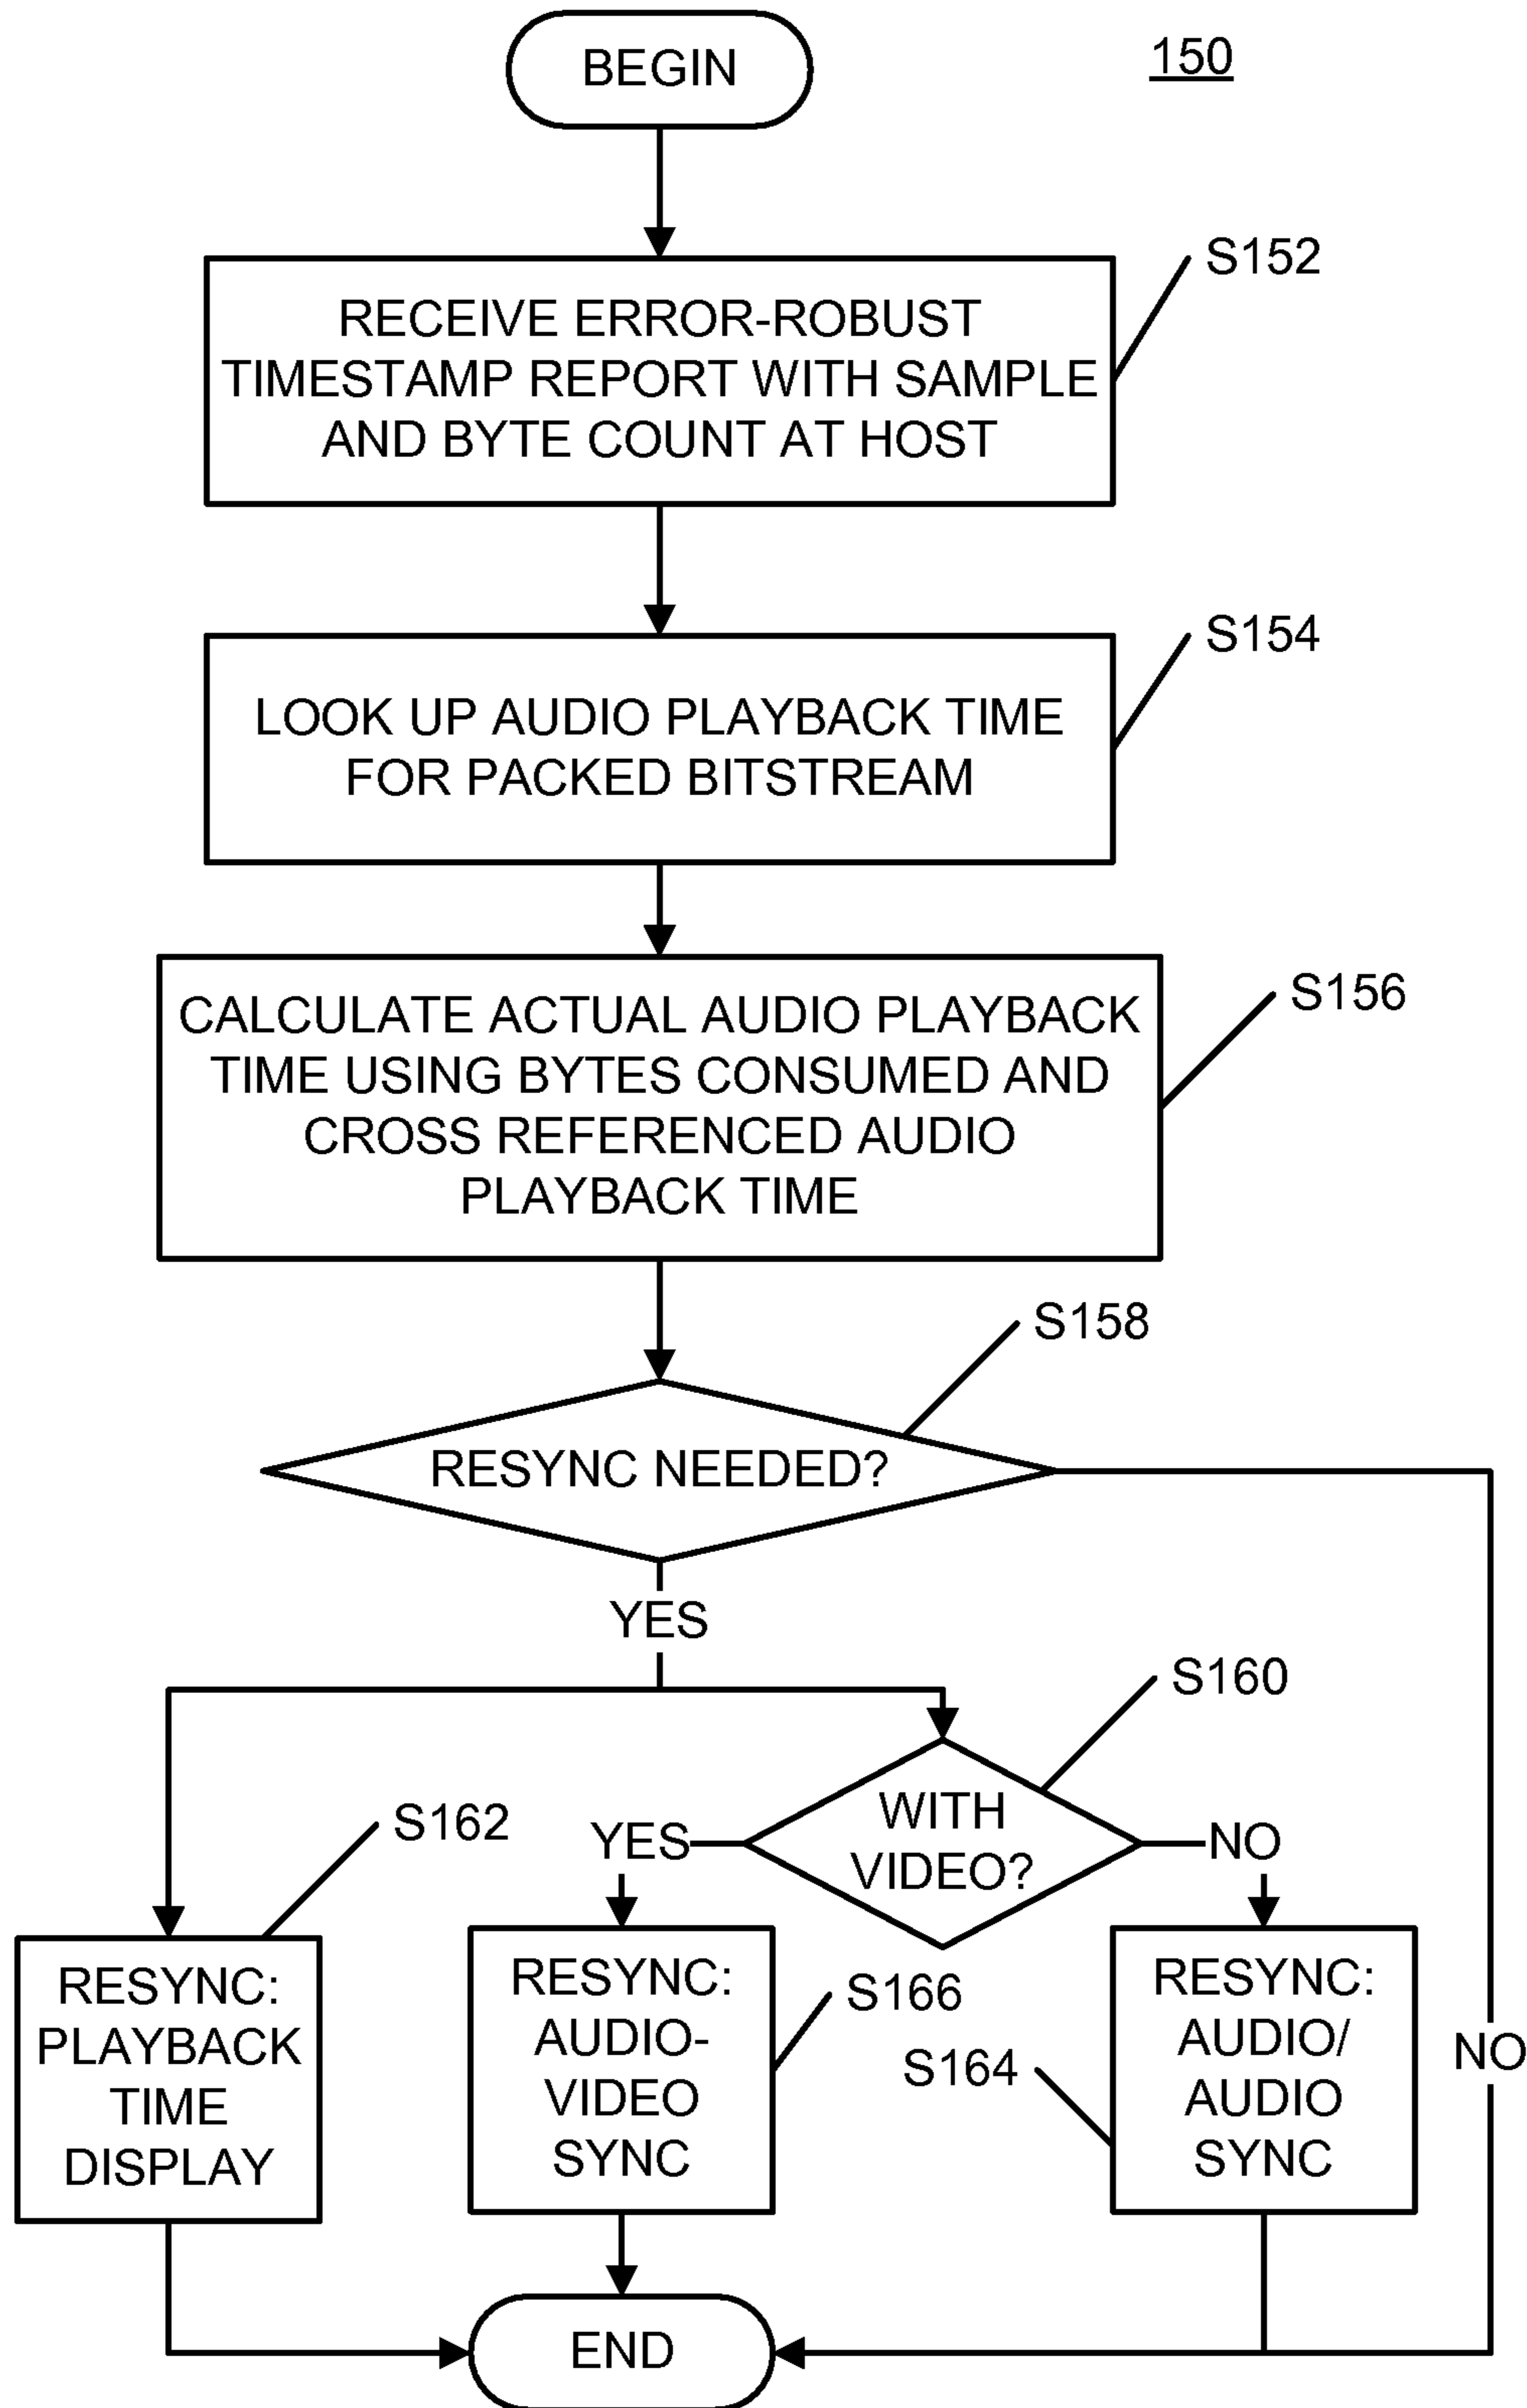 BEGIN
150
S152
RECEIVE ERROR-ROBUST
TIMESTAMP REPORT WITH SAMPLE
AND BYTE COUNT AT HOST
S154
LOOK UP AUDIO PLAYBACK TIME
FOR PACKED BITSTREAM
S156
CALCULATE ACTUAL AUDIO PLAYBACK
TIME USING BYTES CONSUMED AND
CROSS REFERENCED AUDIO
PLAYBACK TIME
S158
RESYNC NEEDED?
YES
S160
WITH
VIDEO?
YES
NO
S162
RESYNC:
PLAYBACK
TIME
DISPLAY
RESYNC:
AUDIO-
VIDEO
SYNC
S166
S164
RESYNC:
AUDIO/
AUDIO
SYNC
NO
END